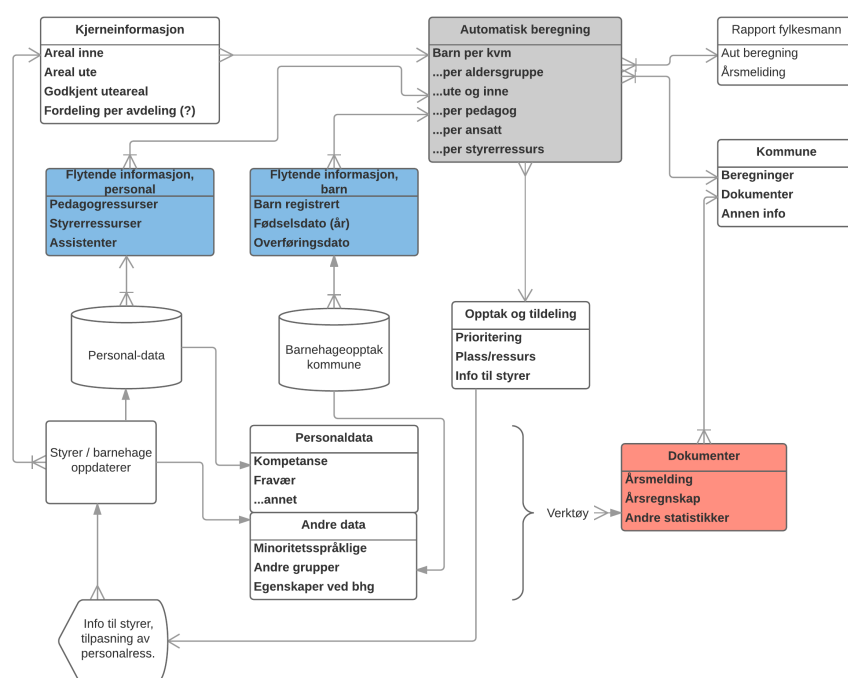 Kjerneinformasjon
Areal inne
Areal ute
Godkjent uteareal
Fordeling per avdeling (?)
Automatisk beregning
Barn per kvm
...per aldersgruppe
...ute og inne
...per pedagog
...per ansatt
...per styrerressurs
Rapport fylkesmann
Aut beregning
Årsmeliding
Kommune
Beregninger
Dokumenter
Annen info
Flytende informasjon,
personal
Pedagogressurser
Styrerressurser
Assistenter
Flytende informasjon,
barn
Barn registrert
Fødselsdato (år)
Overføringsdato
Personal-data
Barnehageopptak
kommune
Opptak og tildeling
Prioritering
Plass/ressurs
Info til styrer
Styrer / barnehage
oppdaterer
Personaldata
Kompetanse
Fravær
...annet
Andre data
Minoritetsspråklige
Andre grupper
Egenskaper ved bhg
Verktøy
Dokumenter
Årsmelding
Årsregnskap
Andre statistikker
Info til styrer,
tilpasning av
personalress.